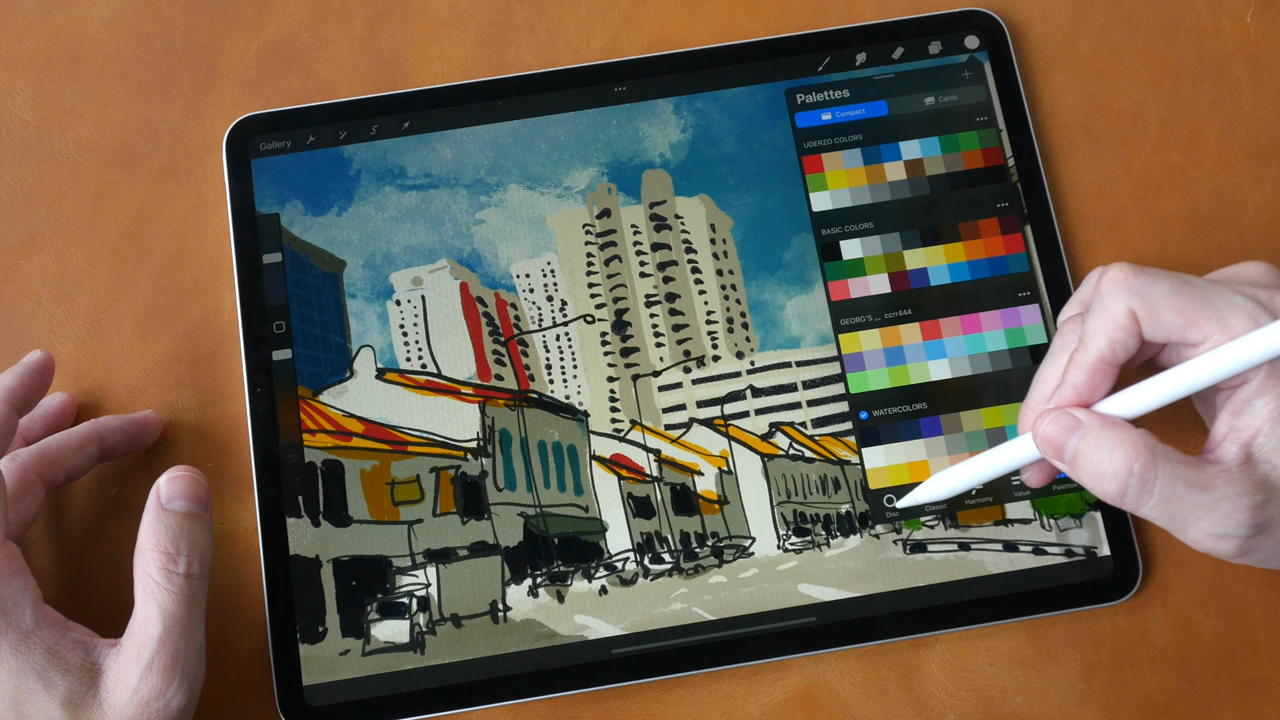 Gallery
Palettes
Compact
Cards
UDERZO COLORS
BASIC COLORS
GEORG'S ... ccrr444
WATERCOLORS
Disc
Classic
Harmony
Value
Palettes